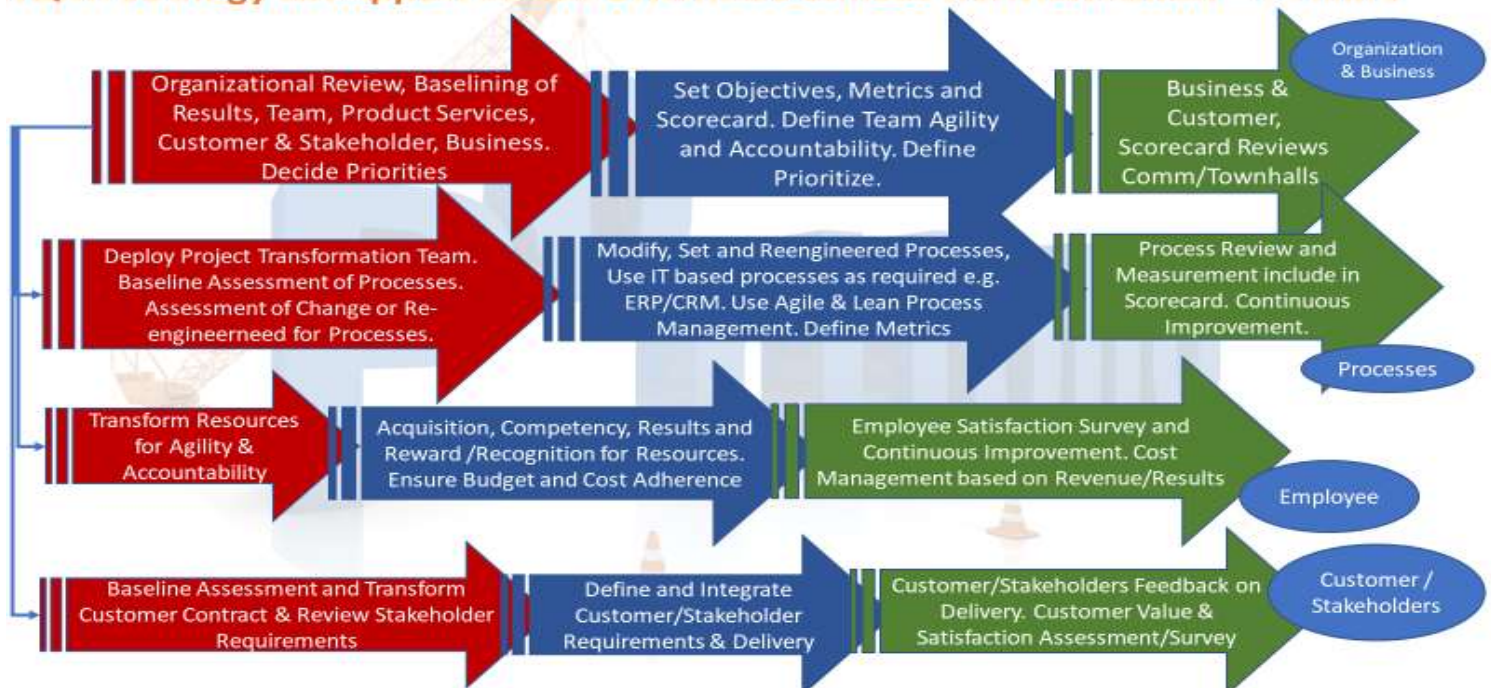 Organizational Review, Baselining of
Results, Team, Product Services,
Customer & Stakeholder, Business.
Decide Priorities
Set Objectives, Metrics and
Scorecard. Define Team Agility
and Accountability. Define
Prioritize.
Business &
Customer,
Scorecard Reviews
Comm/Townhalls
Organization
& Business
Deploy Project Transformation Team.
Baseline Assessment of Processes.
Assessment of Change or Re-
engineerneed for Processes.
Modify, Set and Reengineered Processes,
Use IT based processes as required e.g.
ERP/CRM. Use Agile & Lean Process
Management. Define Metrics
Process Review and
Measurement include in
Scorecard. Continuous
Improvement.
Processes
Transform Resources
for Agility &
Accountability
Acquisition, Competency, Results and
Reward /Recognition for Resources.
Ensure Budget and Cost Adherence
Employee Satisfaction Survey and
Continuous Improvement. Cost
Management based on Revenue/Results
Employee
Baseline Assessment and Transform
Customer Contract & Review Stakeholder
Requirements
Define and Integrate
Customer/Stakeholder
Requirements & Delivery
Customer/Stakeholders Feedback on
Delivery. Customer Value &
Satisfaction Assessment/Survey
Customer /
Stakeholders